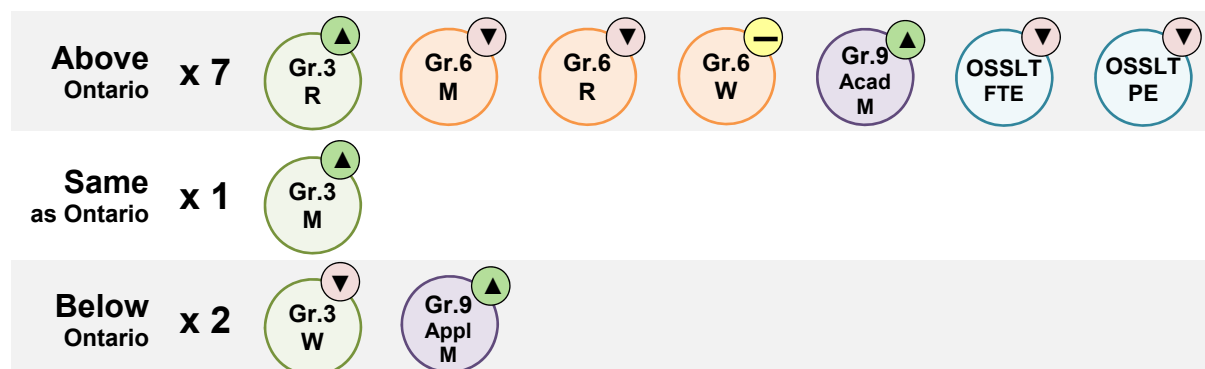 Above
Ontario
x 7
Gr.3
R
▲
Gr.6
M
▼
Gr.6
R
▼
Gr.6
W
–
Gr.9
Acad
M
▲
OSSLT
FTE
▼
OSSLT
PE
▼
Same
as Ontario
x 1
Gr.3
M
▲
Below
Ontario
x 2
Gr.3
W
▼
Gr.9
Appl
M
▲